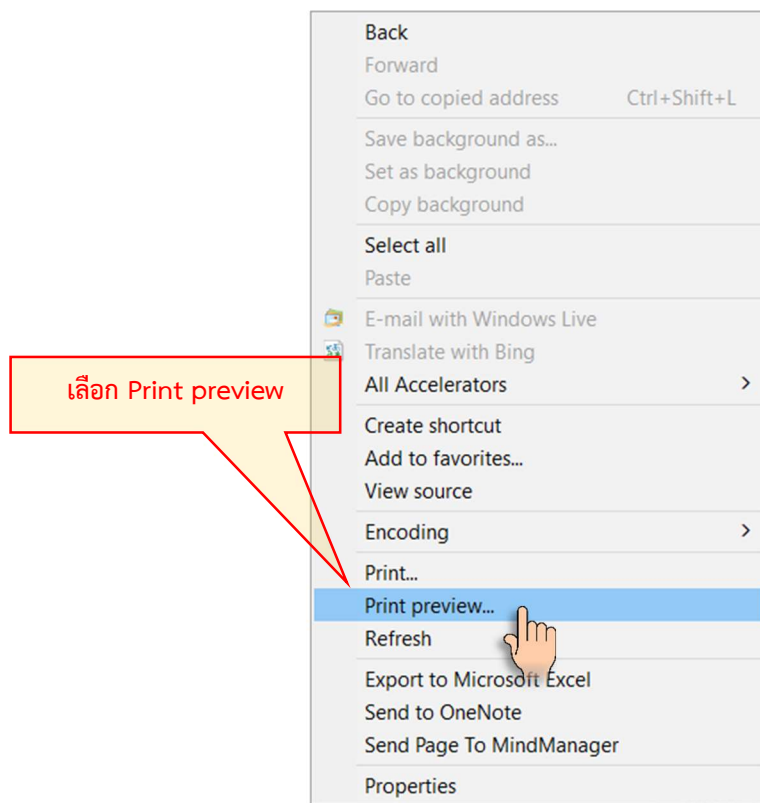 Back
Forward
Go to copied address Ctrl+Shift+L
Save background as...
Set as background
Copy background
Select all
Paste
E-mail with Windows Live
Translate with Bing
All Accelerators
เลือก Print preview
Create shortcut
Add to favorites...
View source
Encoding
Print...
Print preview...
Refresh
Export to Microsoft Excel
Send to OneNote
Send Page To MindManager
Properties